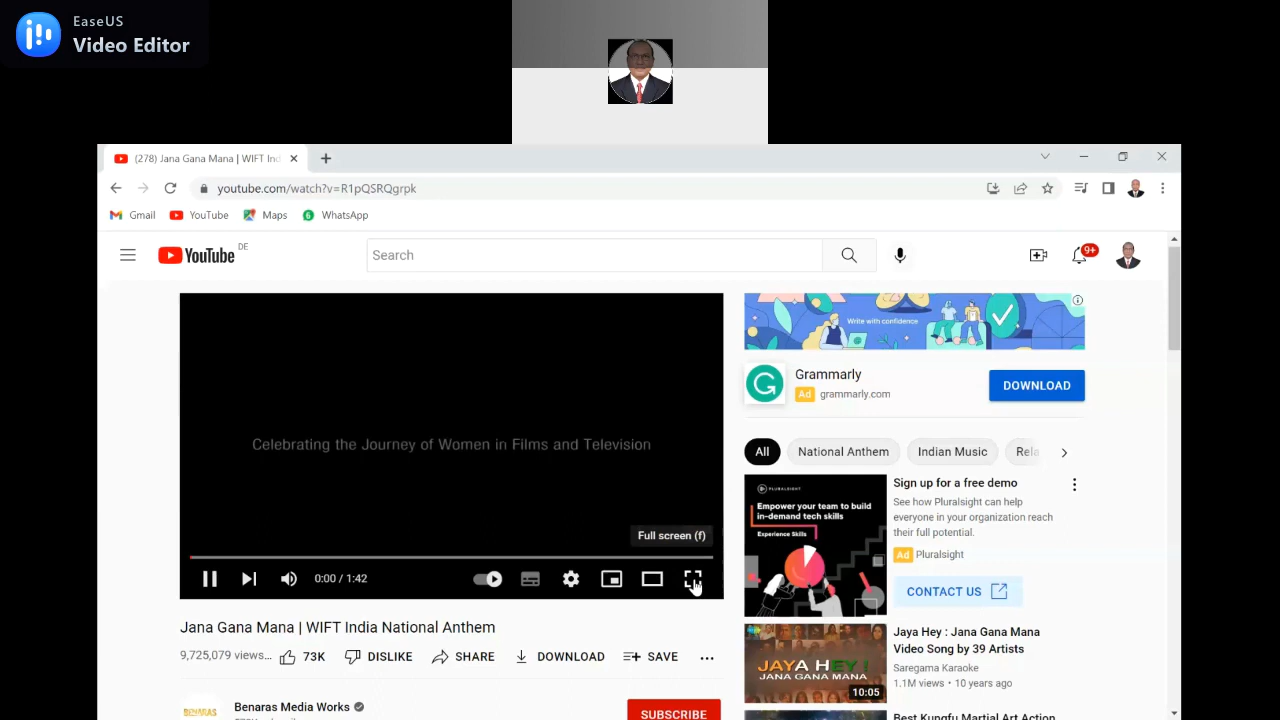 EaseUS
Video Editor
(278) Jana Gana Mana | WIFT Ind
youtube.com/watch?v=R1pQSRQgrpk
Gmail
YouTube
Maps
WhatsApp
YouTube DE
Search
9+
Celebrating the Journey of Women in Films and Television
Full screen (f)
0:00 / 1:42
Jana Gana Mana | WIFT India National Anthem
9,725,079 views...
73K
DISLIKE
SHARE
DOWNLOAD
SAVE
BENARAS
Benaras Media Works
SUBSCRIBE
Write with confidence
Grammarly
Ad grammarly.com
DOWNLOAD
All
National Anthem
Indian Music
Rela
PLURALSIGHT
Empower your team to build
in-demand tech skills
Experience Skills
Sign up for a free demo
See how Pluralsight can help
everyone in your organization reach
their full potential.
Ad Pluralsight
CONTACT US
JAYA HEY !
JANA GANA MANA
10:05
Jaya Hey : Jana Gana Mana
Video Song by 39 Artists
Saregama Karaoke
1.1M views • 10 years ago
Best Kungfu Martial Art Action